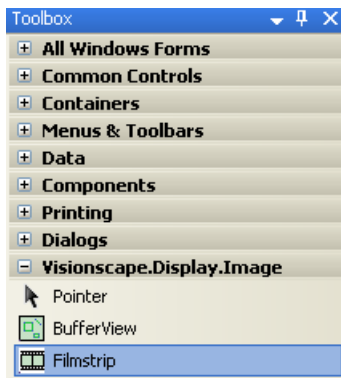 Toolbox
All Windows Forms
Common Controls
Containers
Menus & Toolbars
Data
Components
Printing
Dialogs
Visionscape.Display.Image
Pointer
BufferView
Filmstrip